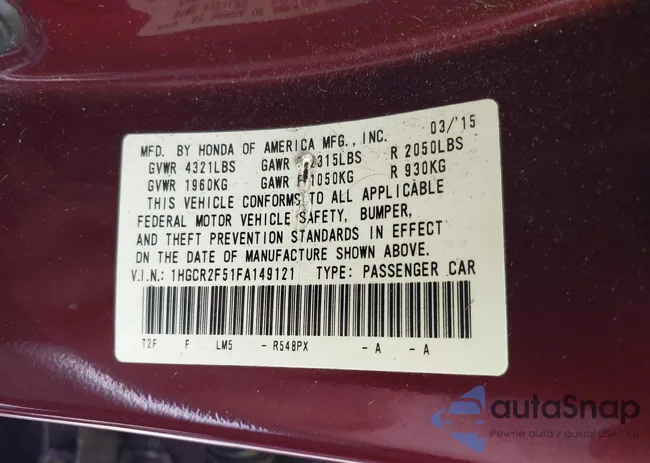 MFD. BY HONDA OF AMERICA MFG., INC. 03/'15
GVWR 4321LBS GAWR 2315LBS R 2050LBS
GVWR 1960KG GAWR F 1050KG R 930KG
THIS VEHICLE CONFORMS TO ALL APPLICABLE
FEDERAL MOTOR VEHICLE SAFETY, BUMPER,
AND THEFT PREVENTION STANDARDS IN EFFECT
ON THE DATE OF MANUFACTURE SHOWN ABOVE.
V.I.N.: 1HGCR2F51FA149121 TYPE: PASSENGER CAR
T2F F LM5 - R548PX - A - A
autaSnap
Pewne auta z aukcji USA i EU